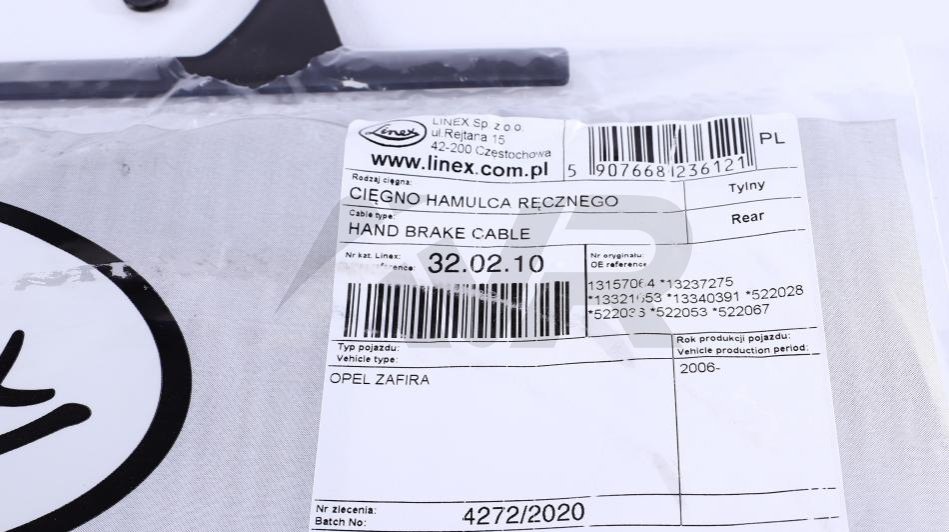 Linex
LINEX Sp. z o.o.
ul.Rejtana 15
42-200 Częstochowa
www.linex.com.pl
5 907668 236121
PL
Rodzaj cięgna:
CIĘGNO HAMULCA RĘCZNEGO
Tylny
Cable type:
HAND BRAKE CABLE
Rear
Nr kat. Linex:
32.02.10
Nr oryginału:
OE reference
*13237275
*13340391 *522028
*522053 *522067
Typ pojazdu:
Vehicle type:
OPEL ZAFIRA
Rok produkcji pojazdu:
Vehicle production period:
2006-
Nr zlecenia:
Batch No:
4272/2020